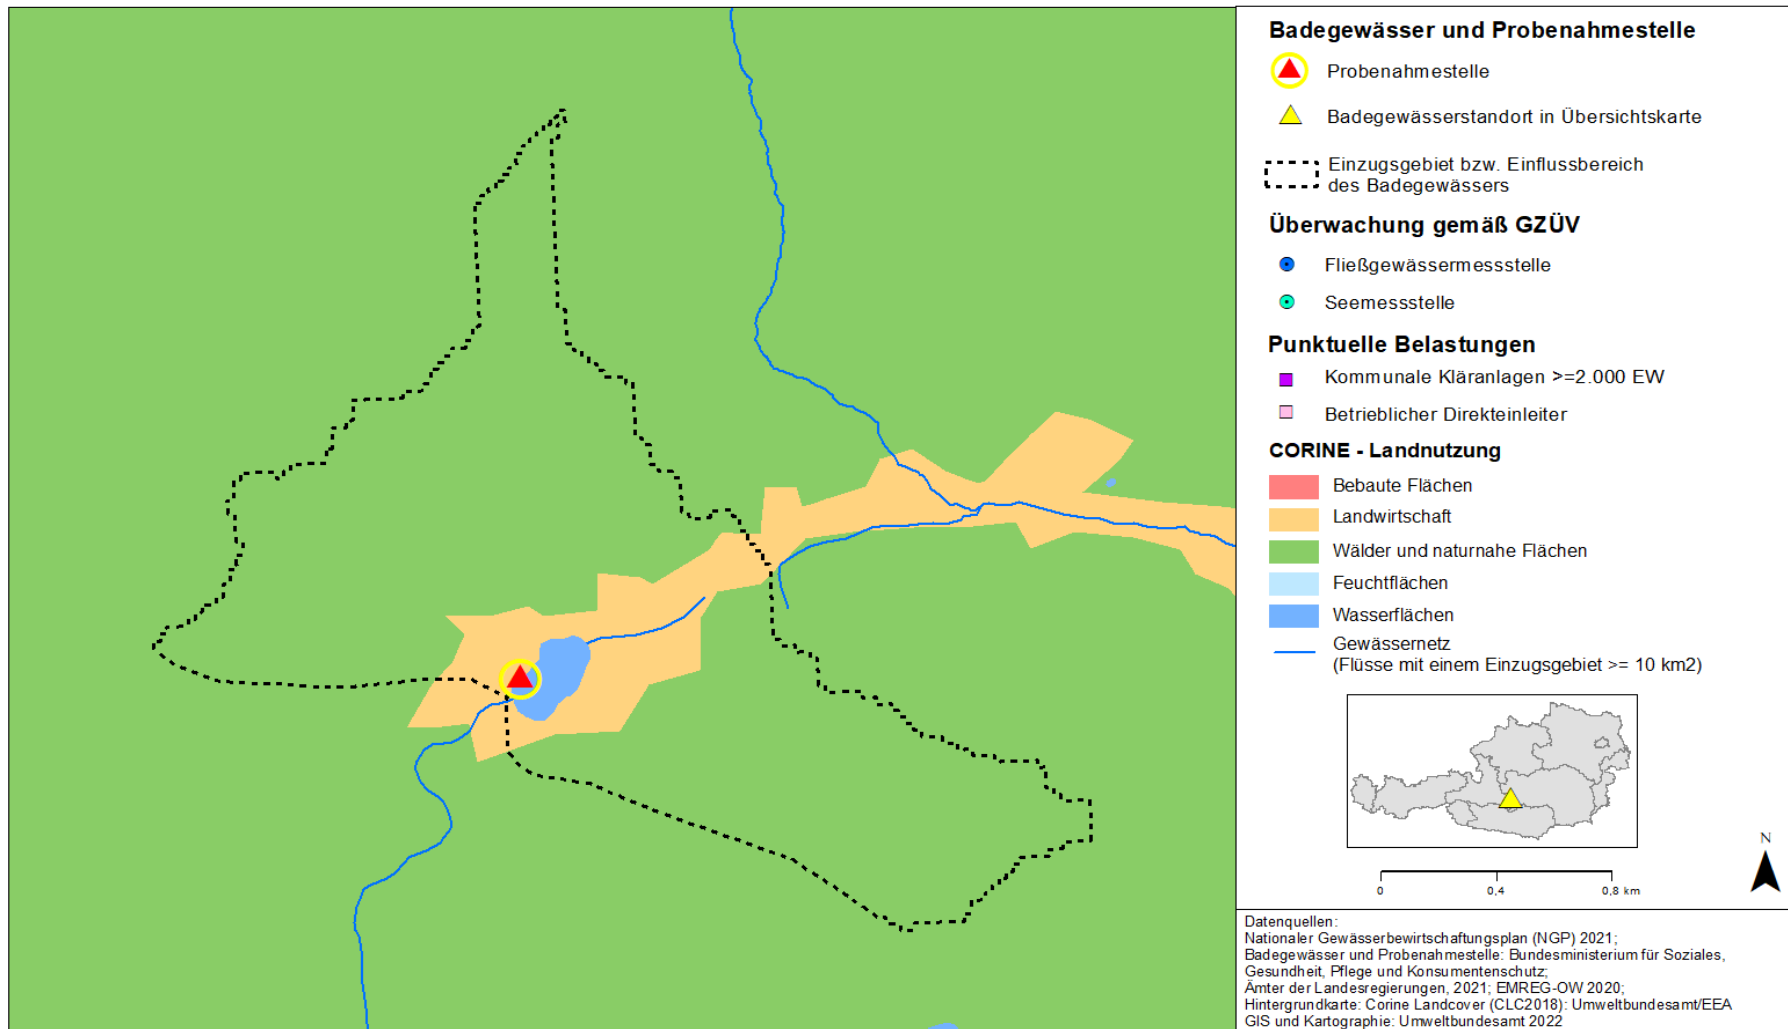 Badegewässer und Probenahmestelle
Probenahmestelle
Badegewässerstandort in Übersichtskarte
Einzugsgebiet bzw. Einflussbereich
des Badegewässers
Überwachung gemäß GZÜV
Fließgewässermessstelle
Seemessstelle
Punktuelle Belastungen
Kommunale Kläranlagen >=2.000 EW
Betrieblicher Direkteinleiter
CORINE - Landnutzung
Bebaute Flächen
Landwirtschaft
Wälder und naturnahe Flächen
Feuchtflächen
Wasserflächen
Gewässernetz
(Flüsse mit einem Einzugsgebiet >= 10 km2)
N
0 0,4 0,8 km
Datenquellen:
Nationaler Gewässerbewirtschaftungsplan (NGP) 2021;
Badegewässer und Probenahmestelle: Bundesministerium für Soziales,
Gesundheit, Pflege und Konsumentenschutz;
Ämter der Landesregierungen, 2021; EMREG-OW 2020;
Hintergrundkarte: Corine Landcover (CLC2018): Umweltbundesamt/EEA
GIS und Kartographie: Umweltbundesamt 2022